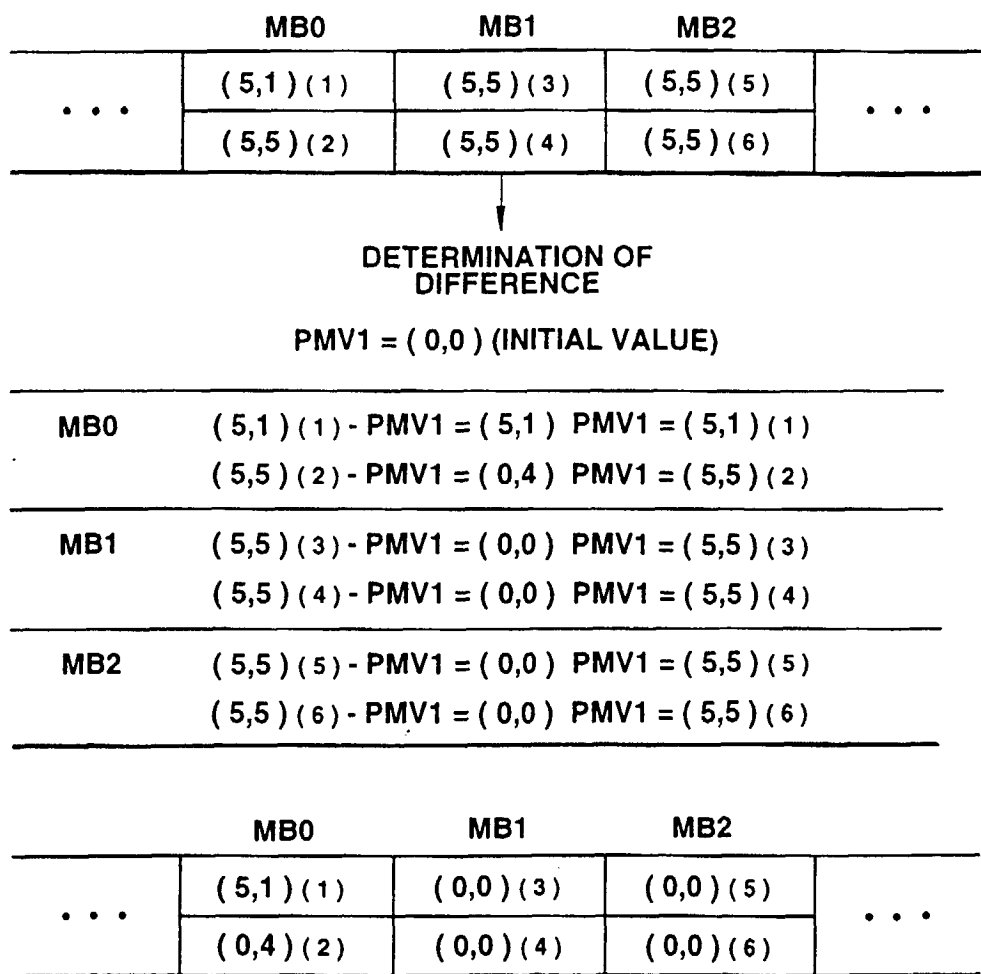 MB0 MB1 MB2
( 5,1 ) ( 1 ) ( 5,5 ) ( 3 ) ( 5,5 ) ( 5 )
• • • • • •
( 5,5 ) ( 2 ) ( 5,5 ) ( 4 ) ( 5,5 ) ( 6 )
DETERMINATION OF
DIFFERENCE
PMV1 = ( 0,0 ) (INITIAL VALUE)
MB0 ( 5,1 ) ( 1 ) - PMV1 = ( 5,1 ) PMV1 = ( 5,1 ) ( 1 )
( 5,5 ) ( 2 ) - PMV1 = ( 0,4 ) PMV1 = ( 5,5 ) ( 2 )
MB1 ( 5,5 ) ( 3 ) - PMV1 = ( 0,0 ) PMV1 = ( 5,5 ) ( 3 )
( 5,5 ) ( 4 ) - PMV1 = ( 0,0 ) PMV1 = ( 5,5 ) ( 4 )
MB2 ( 5,5 ) ( 5 ) - PMV1 = ( 0,0 ) PMV1 = ( 5,5 ) ( 5 )
( 5,5 ) ( 6 ) - PMV1 = ( 0,0 ) PMV1 = ( 5,5 ) ( 6 )
MB0 MB1 MB2
( 5,1 ) ( 1 ) ( 0,0 ) ( 3 ) ( 0,0 ) ( 5 )
• • • • • •
( 0,4 ) ( 2 ) ( 0,0 ) ( 4 ) ( 0,0 ) ( 6 )